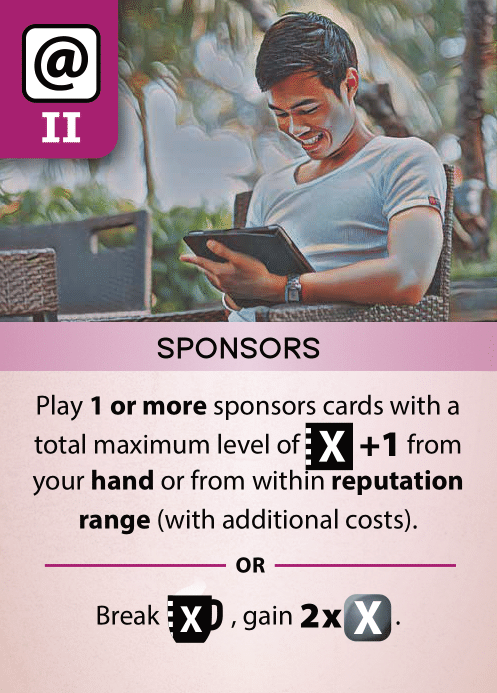 @
II
SPONSORS
Play 1 or more sponsors cards with a
total maximum level of X +1 from
your hand or from within reputation
range (with additional costs).
OR
Break X , gain 2x X .